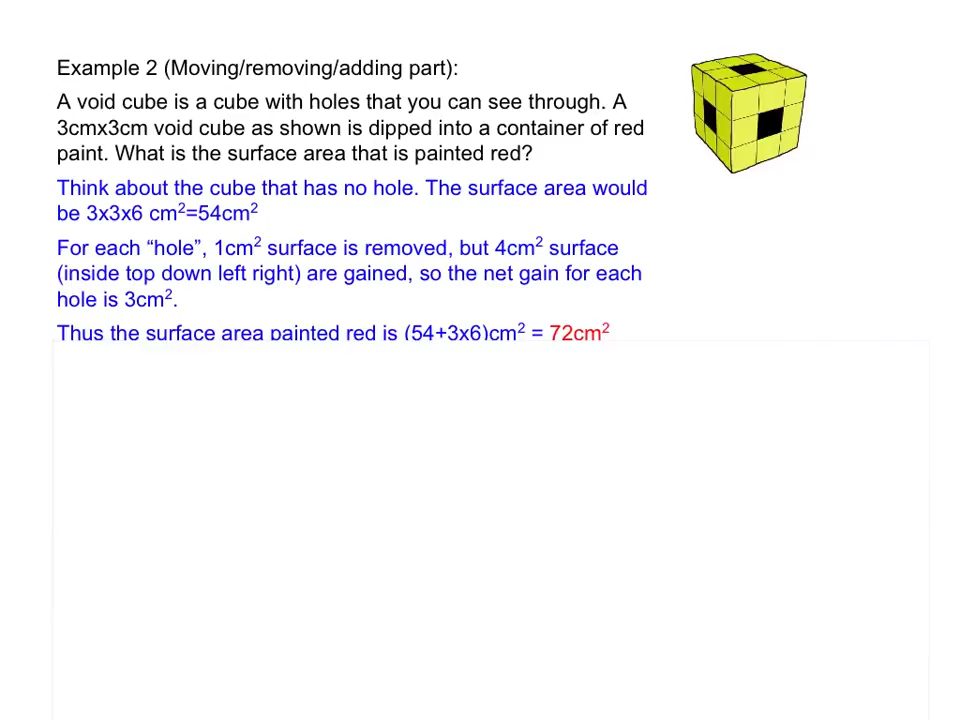 Example 2 (Moving/removing/adding part):
A void cube is a cube with holes that you can see through. A
3cmx3cm void cube as shown is dipped into a container of red
paint. What is the surface area that is painted red?
Think about the cube that has no hole. The surface area would
be 3x3x6 cm²=54cm²
For each “hole”, 1cm² surface is removed, but 4cm² surface
(inside top down left right) are gained, so the net gain for each
hole is 3cm².
Thus the surface area painted red is (54+3x6)cm² = 72cm²